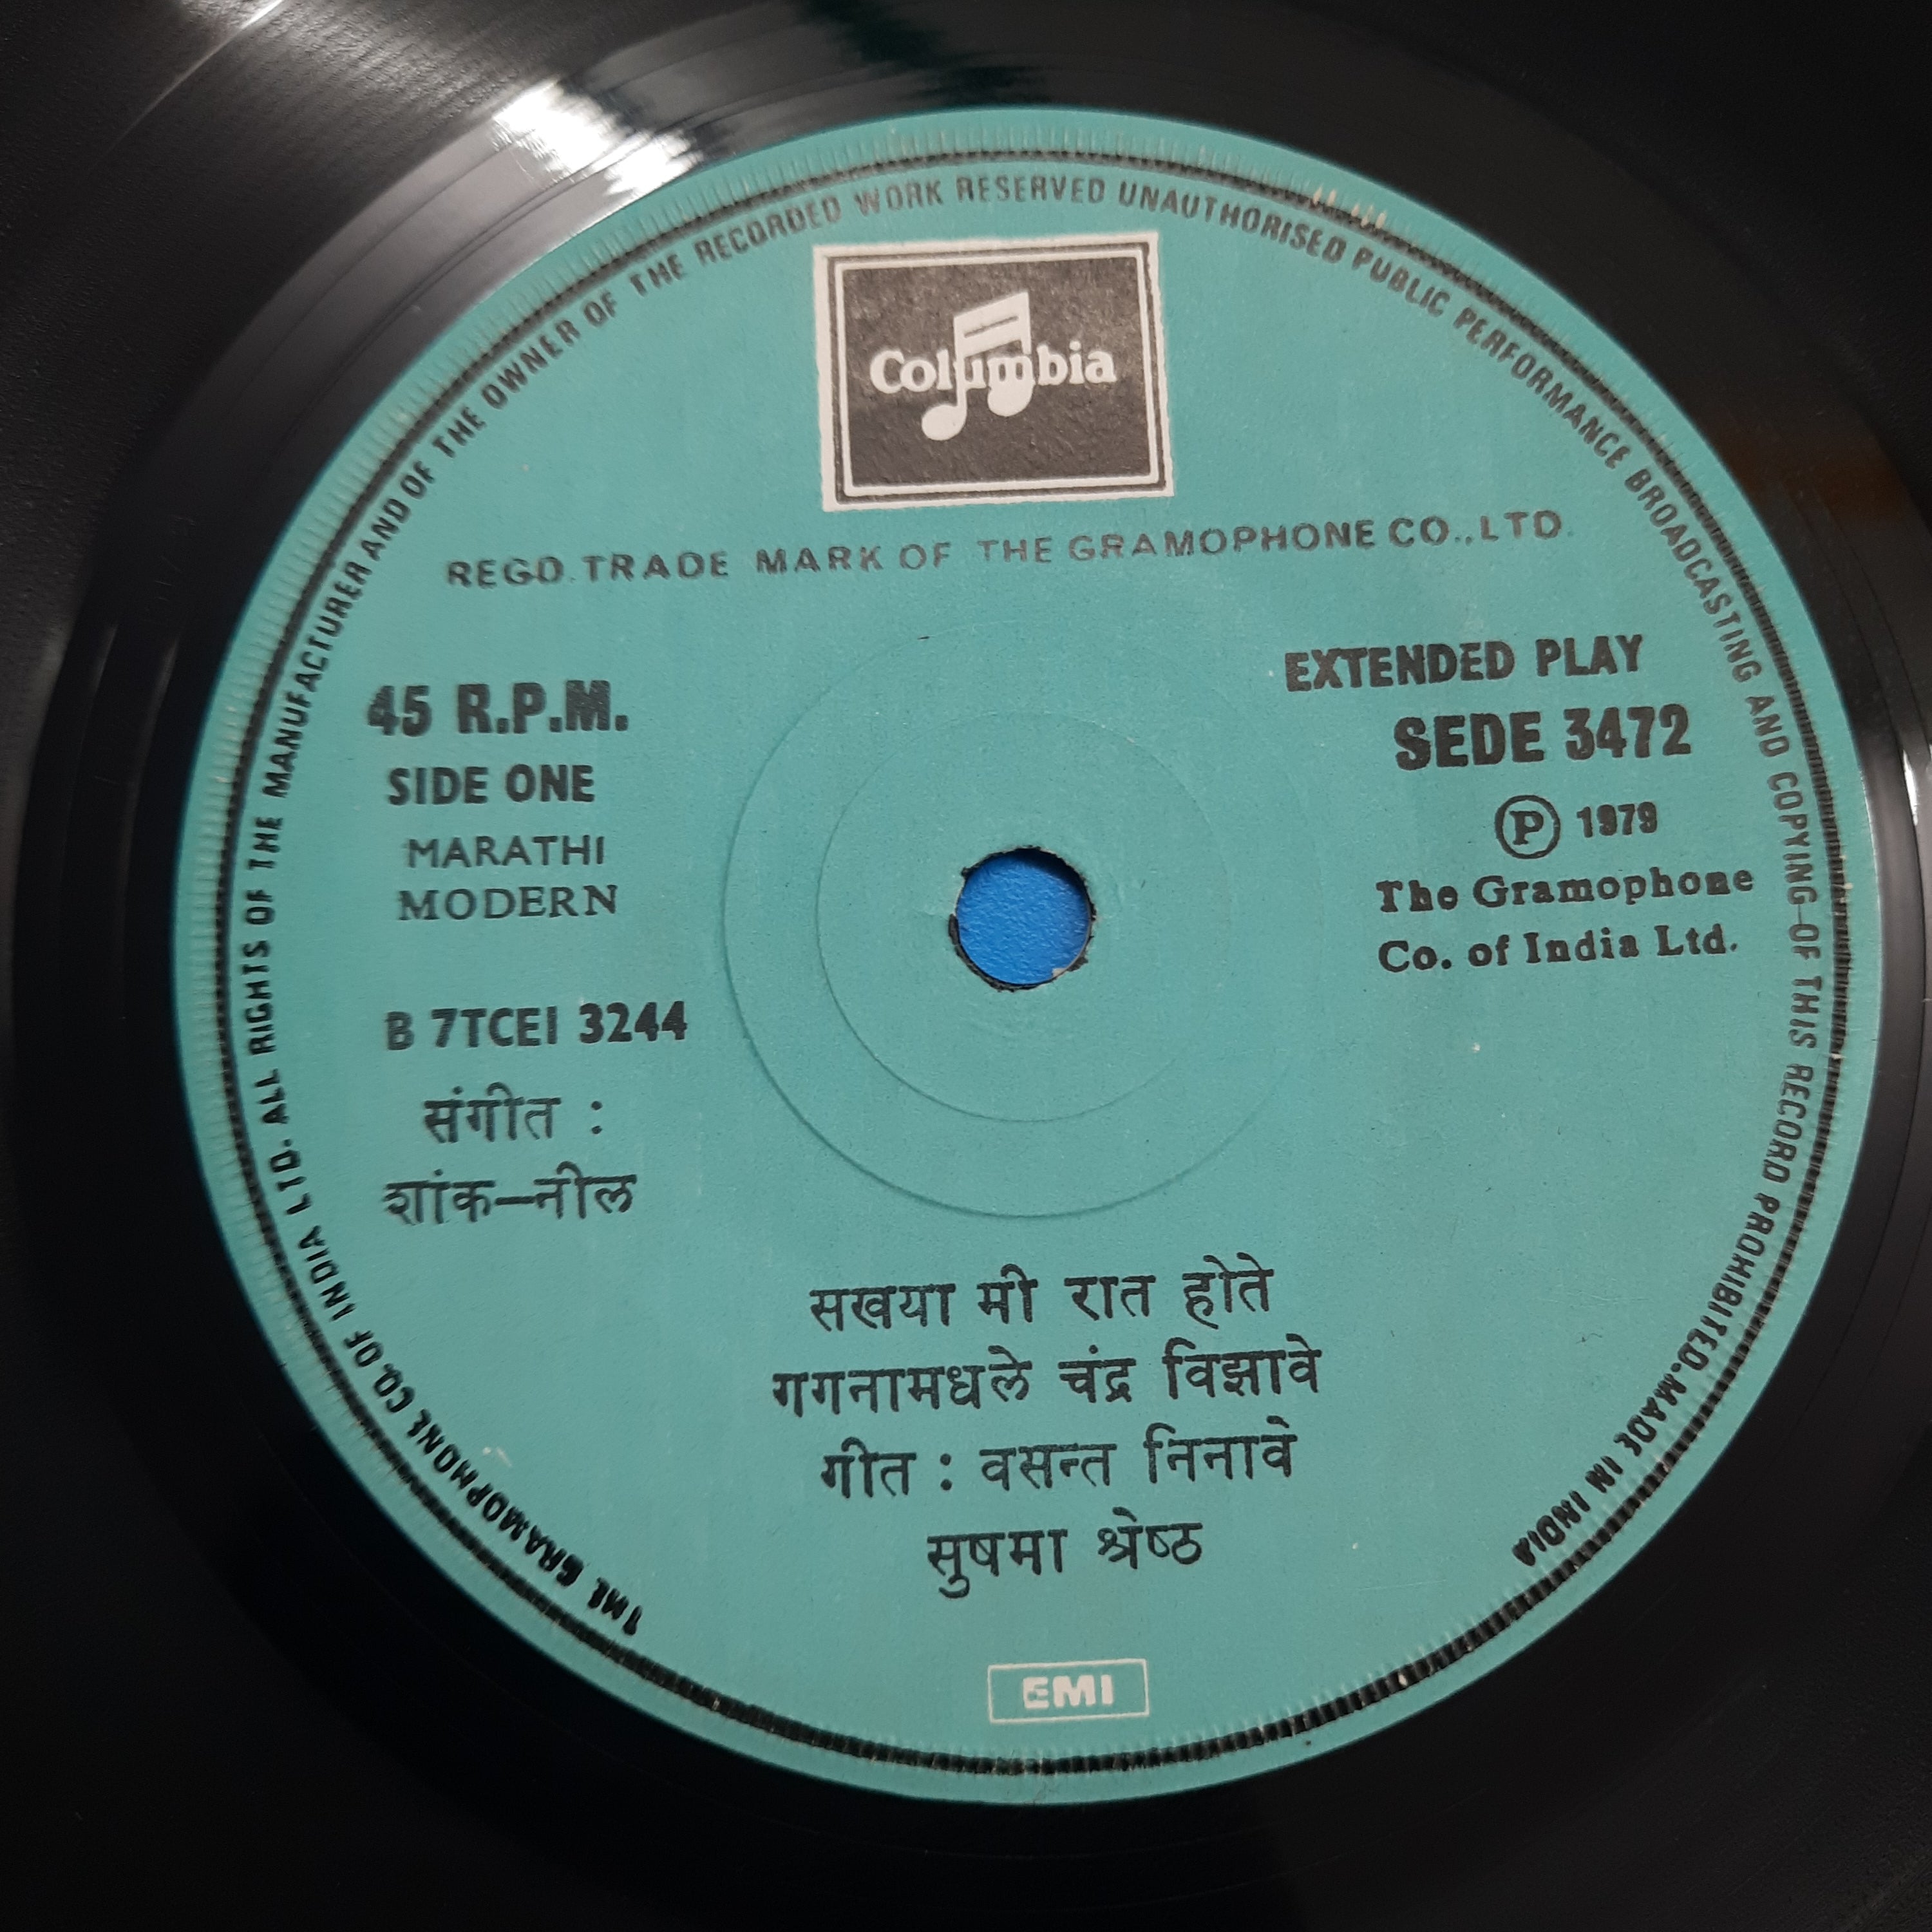 THE GRAMOPHONE CO. OF INDIA LTD. ALL RIGHTS OF THE MANUFACTURER AND OF THE OWNER OF THE RECORDED WORK RESERVED UNAUTHORISED PUBLIC PERFORMANCE BROADCASTING AND COPYING OF THIS RECORD PROHIBITED. MADE IN INDIA
Columbia
REGD. TRADE MARK OF THE GRAMOPHONE CO., LTD.
45 R.P.M.
SIDE ONE
MARATHI
MODERN
EXTENDED PLAY
SEDE 3472
Ⓟ 1979
The Gramophone
Co. of India Ltd.
B 7TCEI 3244
संगीत :
शांक–नील
सखया मी रात होते
गगनामधले चंद्र विझावे
गीत : वसन्त निनावे
सुषमा श्रेष्ठ
EMI